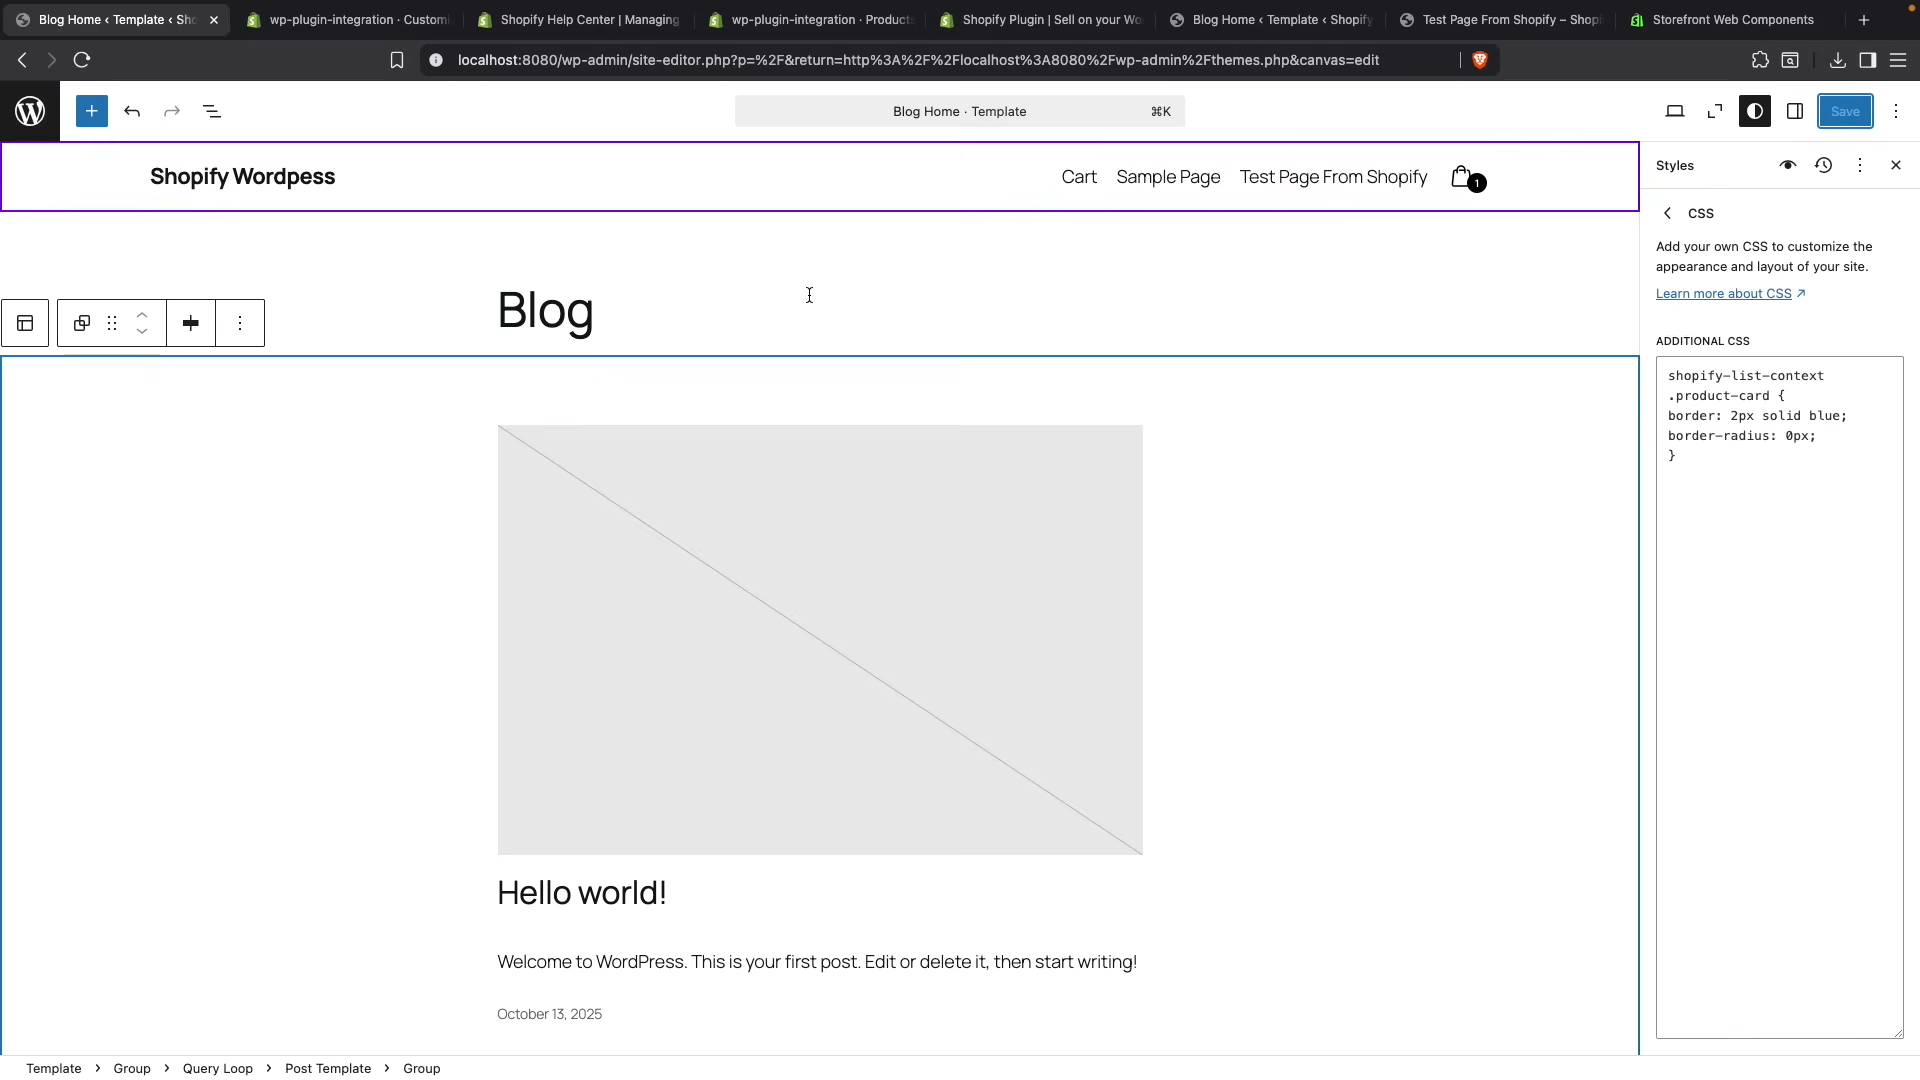 Blog Home ‹ Template ‹ Sho
wp-plugin-integration · Customi
Shopify Help Center | Managing
wp-plugin-integration · Products
Shopify Plugin | Sell on your Wo
Blog Home ‹ Template ‹ Shopify
Test Page From Shopify – Shopi
Storefront Web Components
localhost:8080/wp-admin/site-editor.php?p=%2F&return=http%3A%2F%2Flocalhost%3A8080%2Fwp-admin%2Fthemes.php&canvas=edit
Blog Home · Template
⌘K
Save
Shopify Wordpess
Cart
Sample Page
Test Page From Shopify
1
Styles
CSS
Add your own CSS to customize the
appearance and layout of your site.
Learn more about CSS ↗
ADDITIONAL CSS
shopify-list-context
.product-card {
border: 2px solid blue;
border-radius: 0px;
}
Blog
Hello world!
Welcome to WordPress. This is your first post. Edit or delete it, then start writing!
October 13, 2025
Template › Group › Query Loop › Post Template › Group